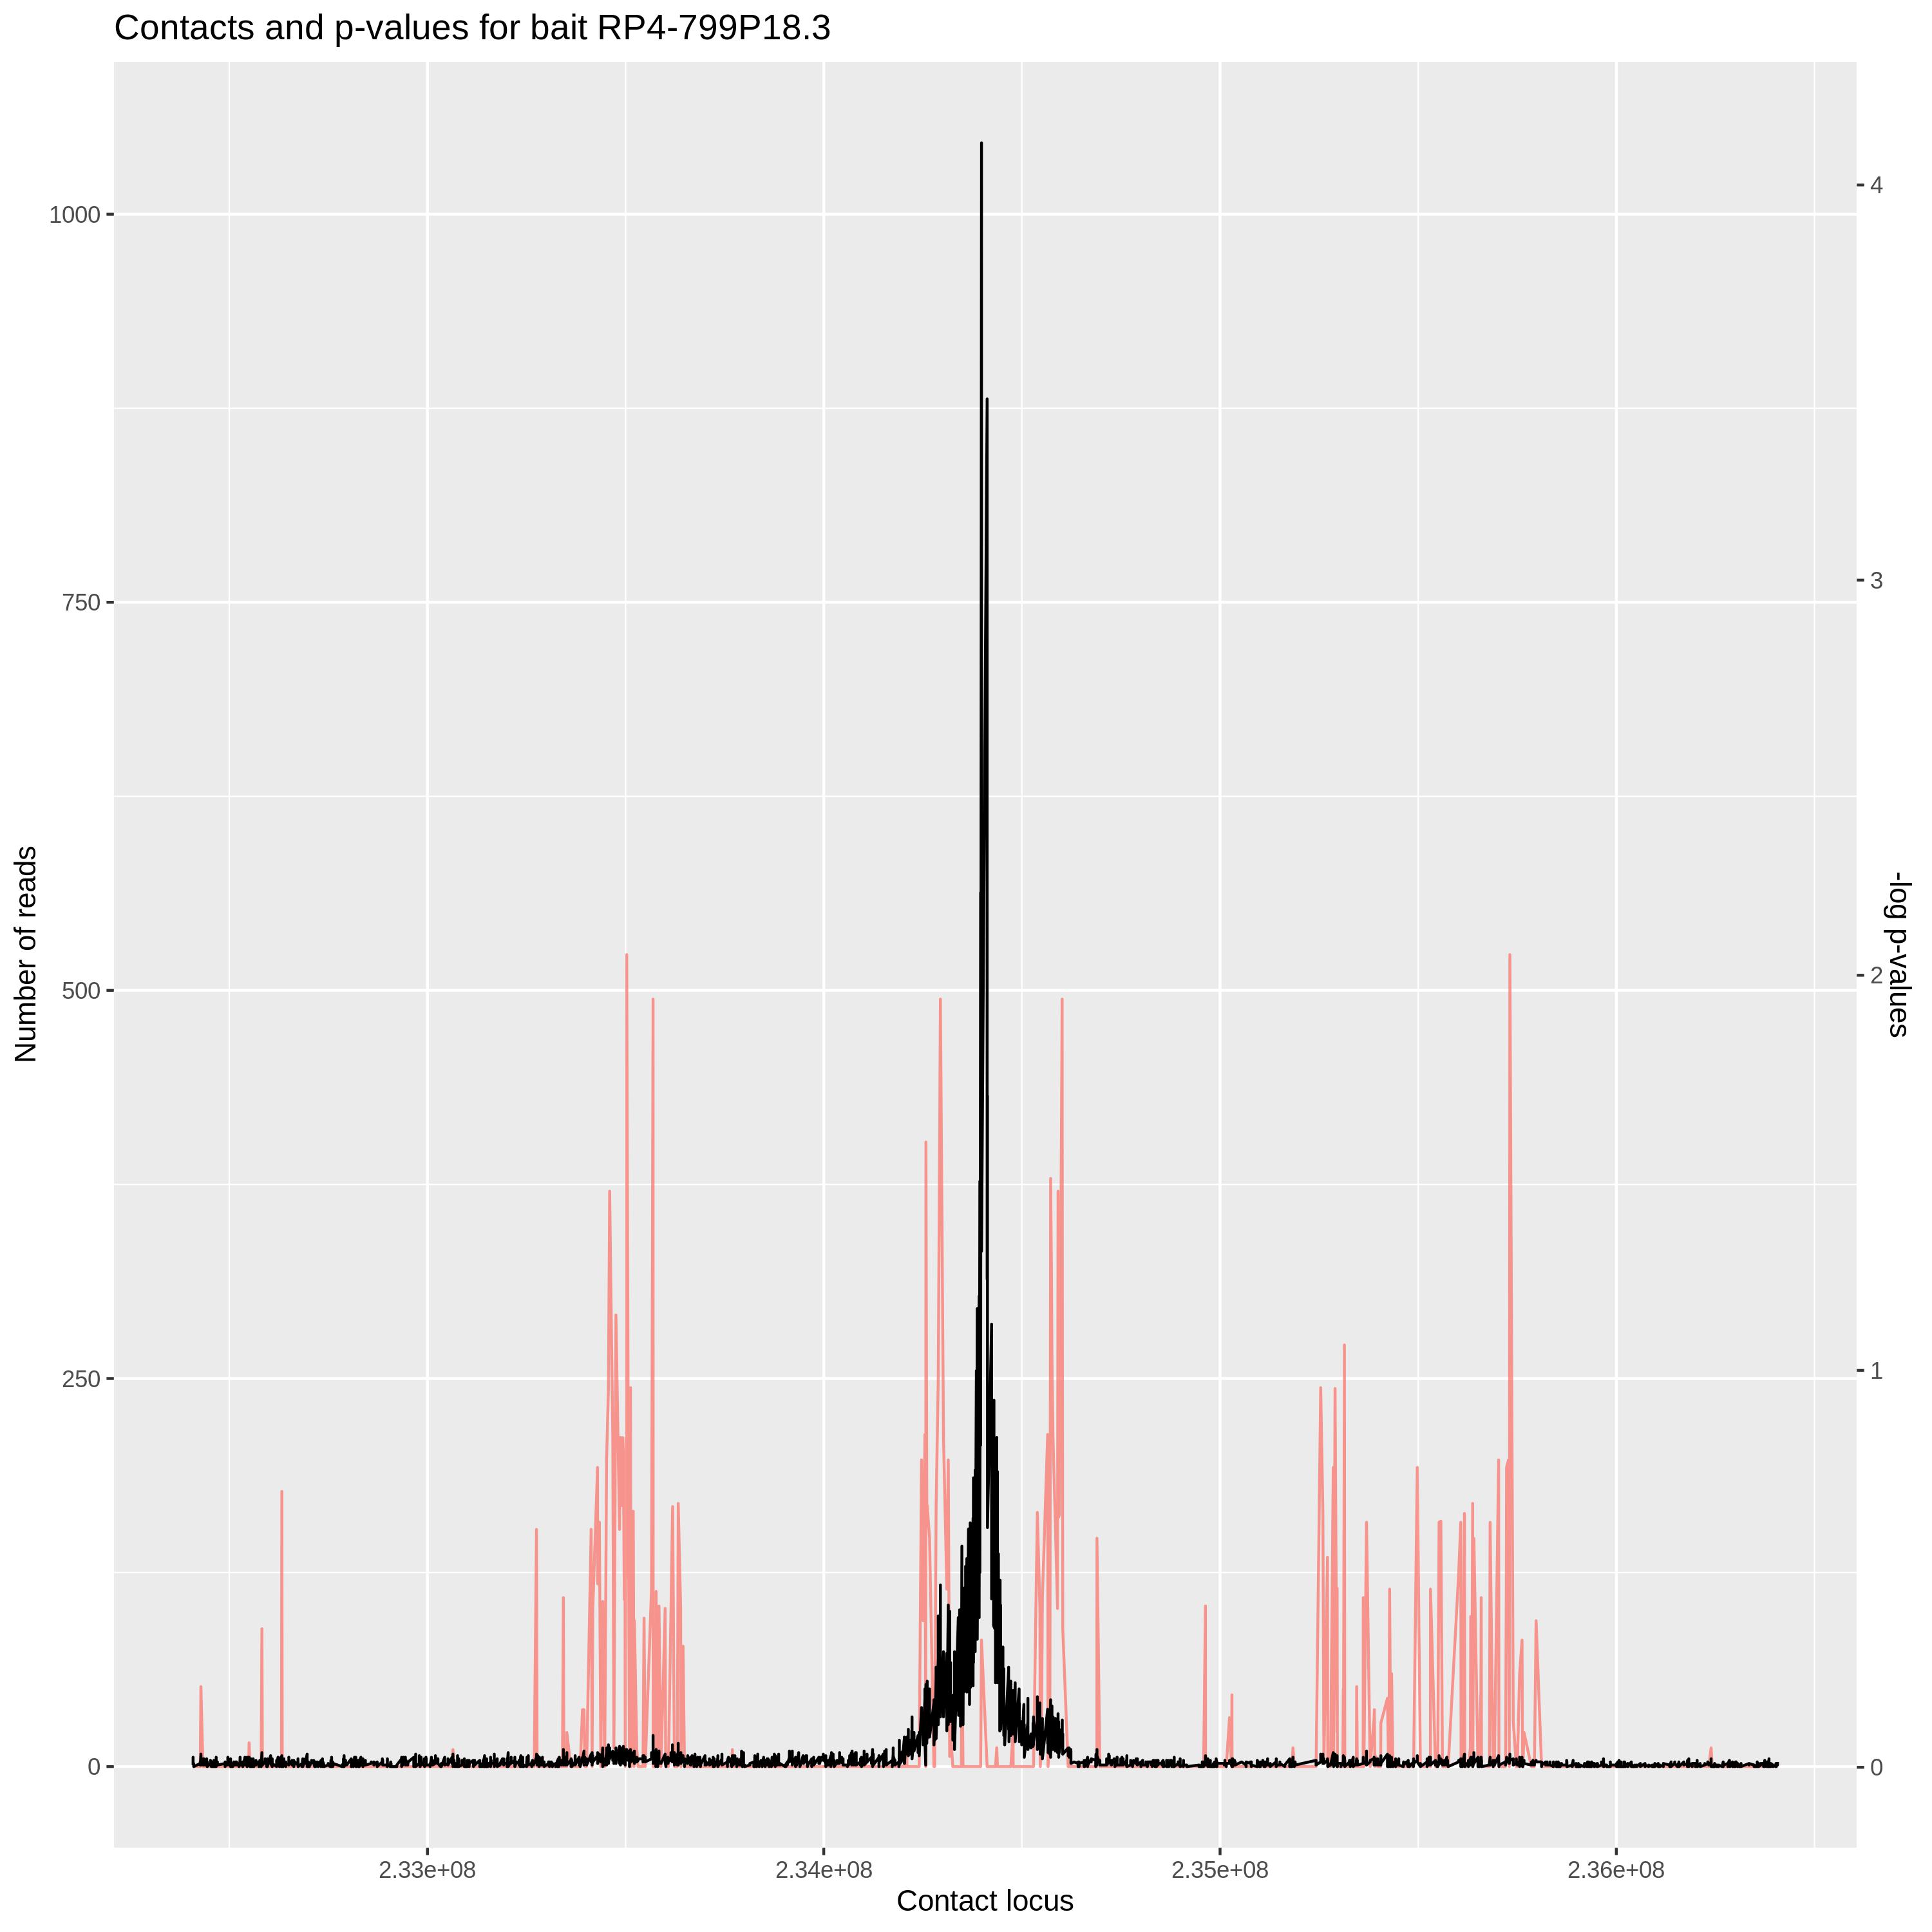 Contacts and p-values for bait RP4-799P18.3
1000
750
500
250
0
Number of reads
4
3
2
1
0
-log p-values
2.33e+08
2.34e+08
2.35e+08
2.36e+08
Contact locus